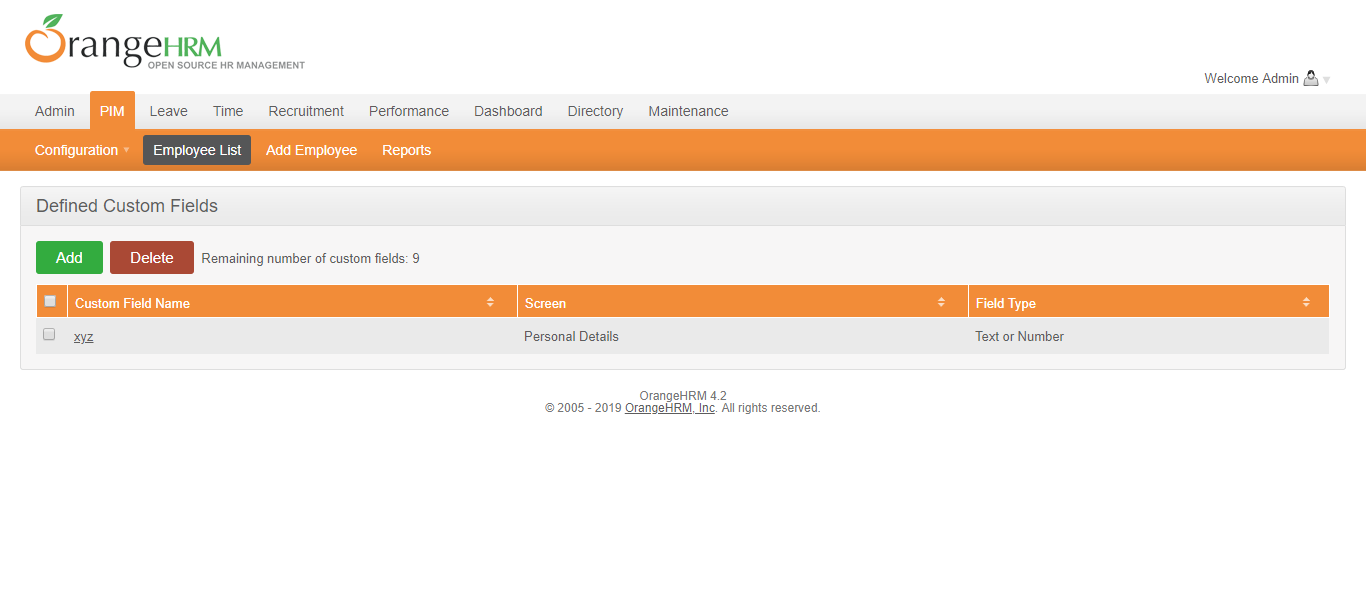 OrangeHRM
OPEN SOURCE HR MANAGEMENT
Welcome Admin
Admin PIM Leave Time Recruitment Performance Dashboard Directory Maintenance
Configuration Employee List Add Employee Reports
Defined Custom Fields
Add Delete Remaining number of custom fields: 9
Custom Field Name Screen Field Type
xyz Personal Details Text or Number
OrangeHRM 4.2
© 2005 - 2019 OrangeHRM, Inc. All rights reserved.